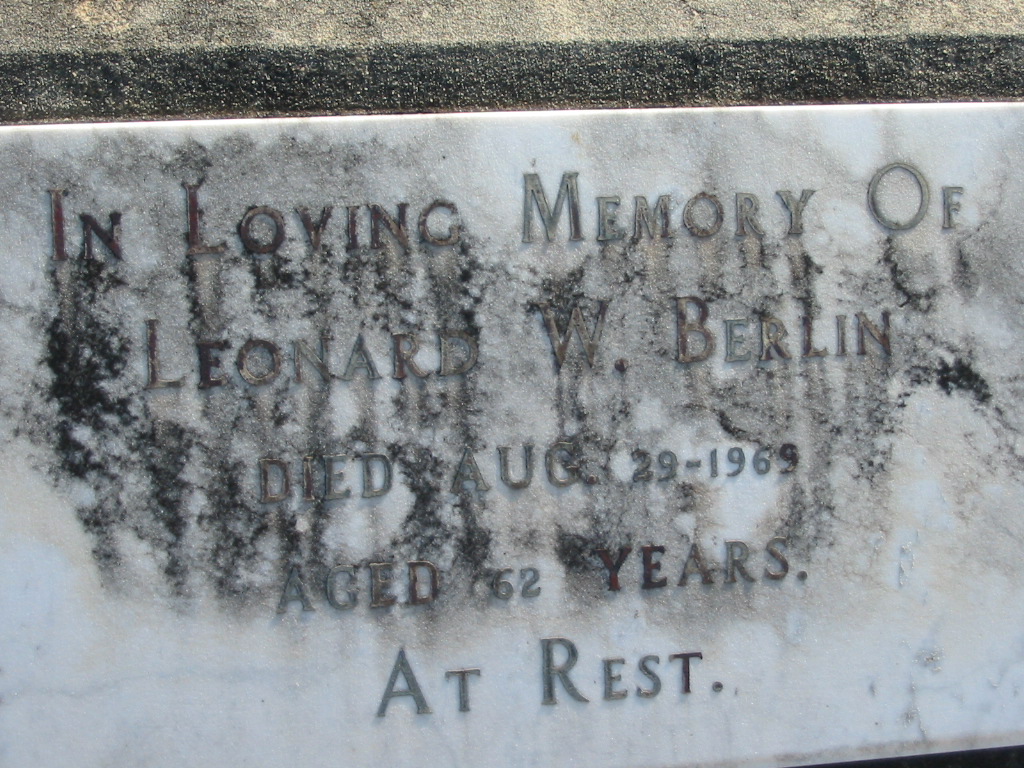 IN LOVING MEMORY OF
LEONARD W. BERLIN
DIED AUG. 29-1969
AGED 62 YEARS.
AT REST.